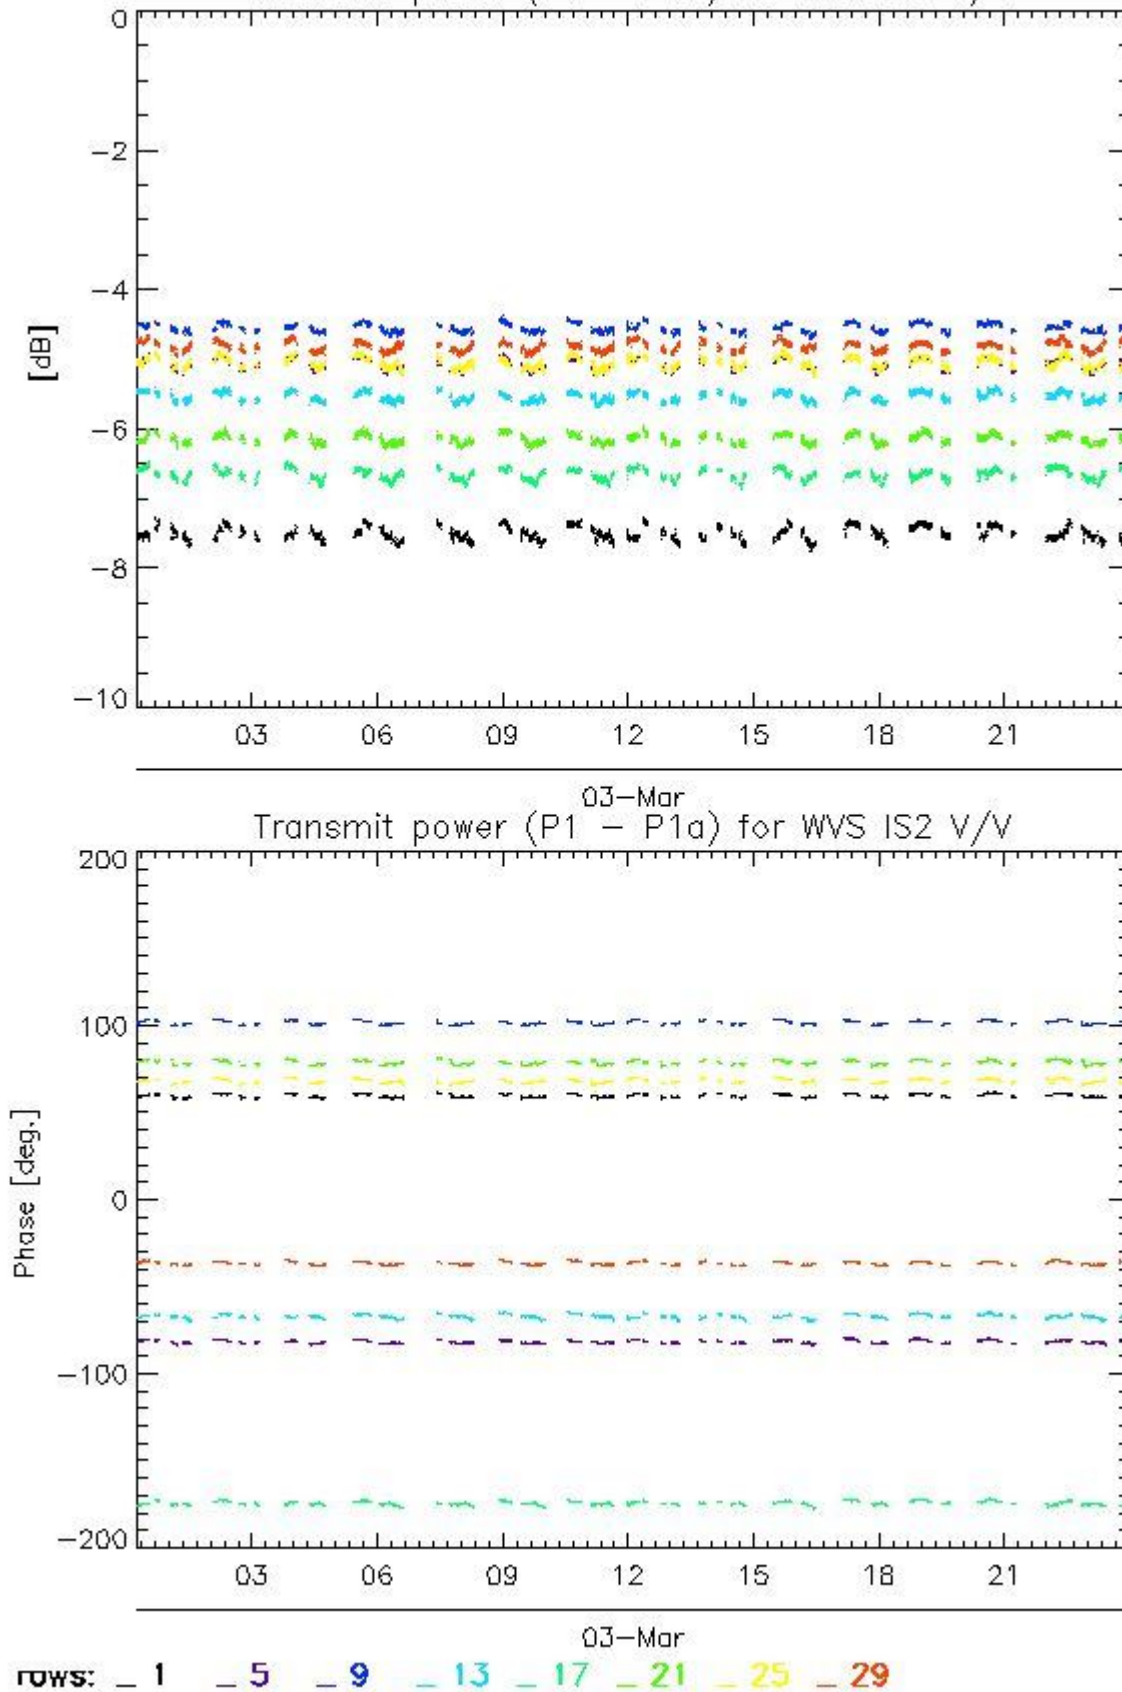 0
-2
-4
[dB]
-6
-8
-10
03 06 09 12 15 18 21
03-Mar
Transmit power (P1 - P1a) for WVS IS2 V/V
200
100
Phase [deg.]
0
-100
-200
03 06 09 12 15 18 21
03-Mar
rows: _ 1 _ 5 _ 9 _ 13 _ 17 _ 21 _ 25 _ 29